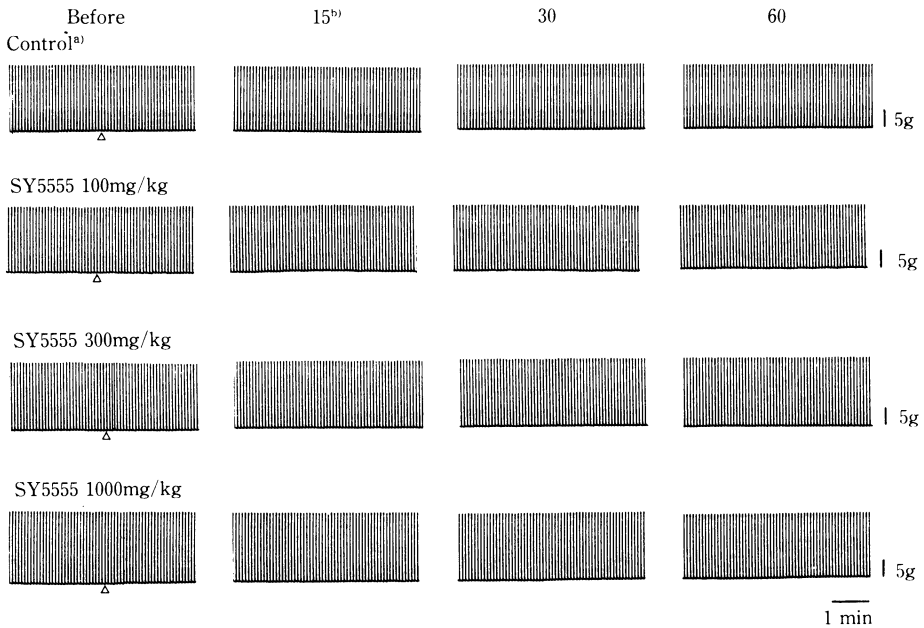 Before 15b) 30 60
Controla)
5g
SY5555 100mg/kg
5g
SY5555 300mg/kg
5g
SY5555 1000mg/kg
5g
1 min